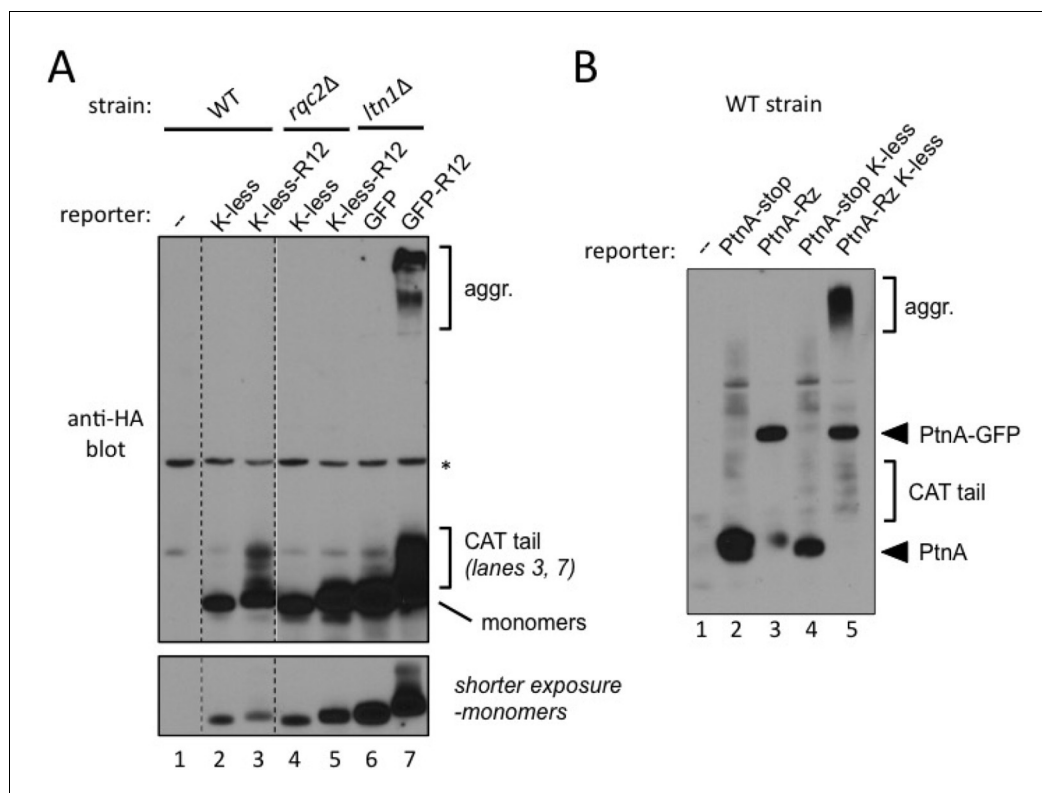 A
strain:
WT
rqc2Δ
ltn1Δ
reporter:
--
K-less
K-less-R12
K-less
K-less-R12
GFP
GFP-R12
aggr.
anti-HA
blot
*
CAT tail
(lanes 3, 7)
monomers
shorter exposure
-monomers
1 2 3 4 5 6 7
B
WT strain
reporter:
--
PtnA-stop
PtnA-Rz
PtnA-stop K-less
PtnA-Rz K-less
aggr.
PtnA-GFP
CAT tail
PtnA
1 2 3 4 5